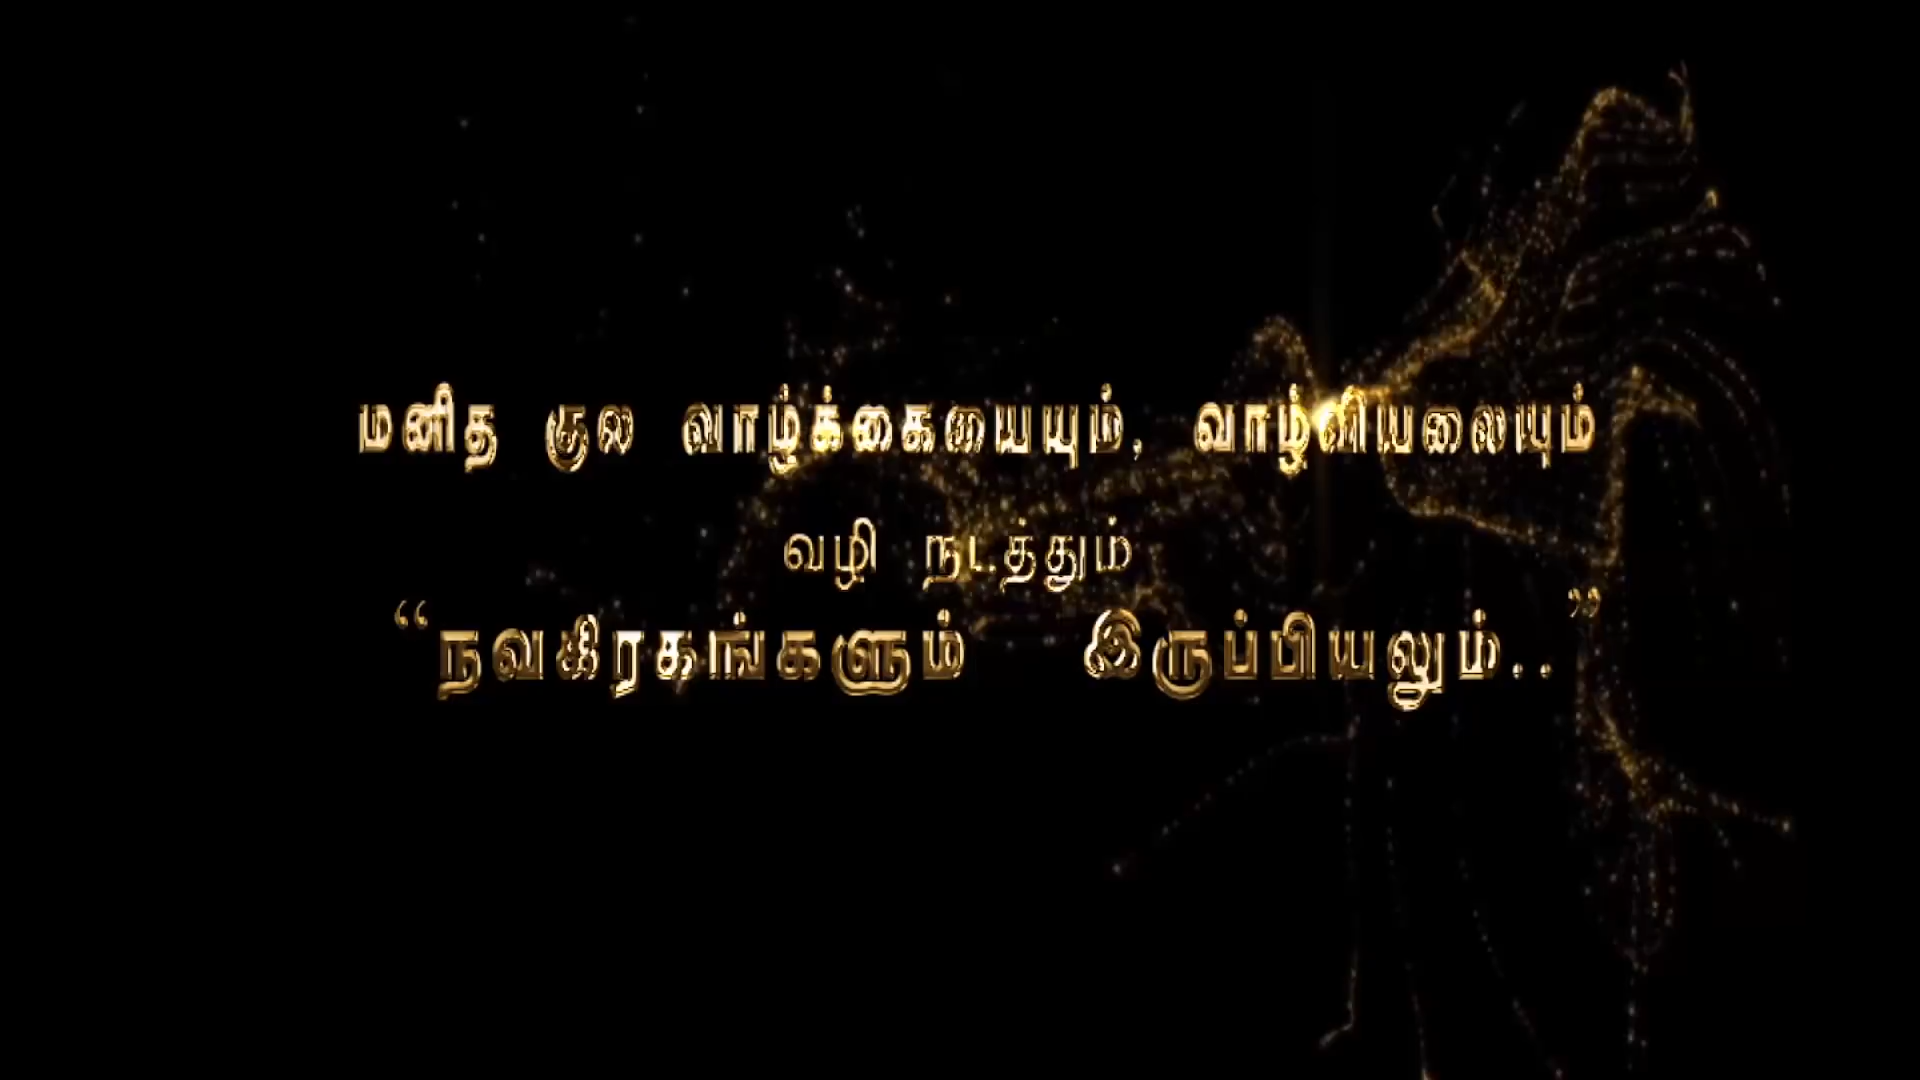 மனித குல வாழ்க்கையையும், வாழ்வியலையும்
வழி நடத்தும்
“நவகிரகங்களும் இருப்பியலும்..”